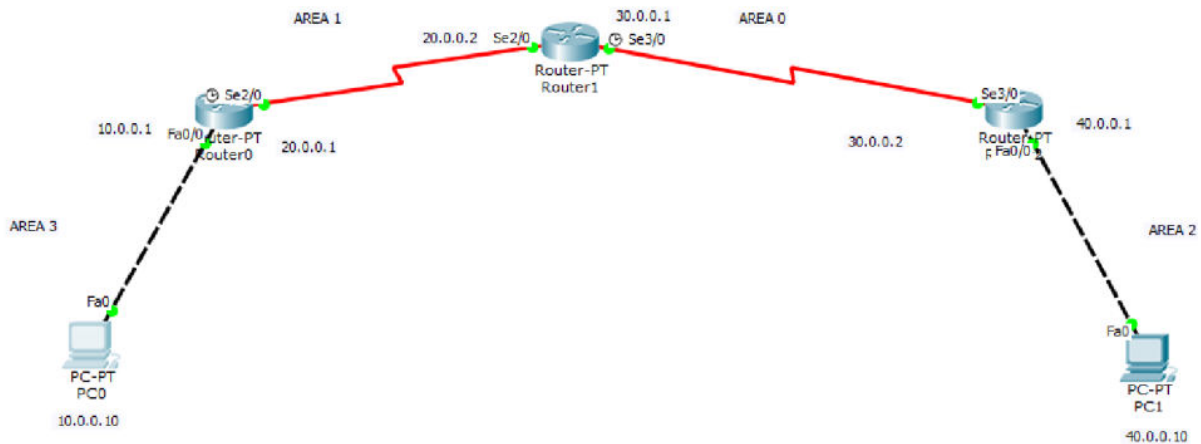 AREA 1
30.0.0.1
AREA 0
20.0.0.2
Se2/0
Se3/0
Router-PT
Router1
Se2/0
Se3/0
10.0.0.1
Fa0/0
20.0.0.1
Router0
30.0.0.2
Router-PT
40.0.0.1
Fa0/0
AREA 3
AREA 2
Fa0
Fa0
PC-PT
PC0
PC-PT
PC1
10.0.0.10
40.0.0.10